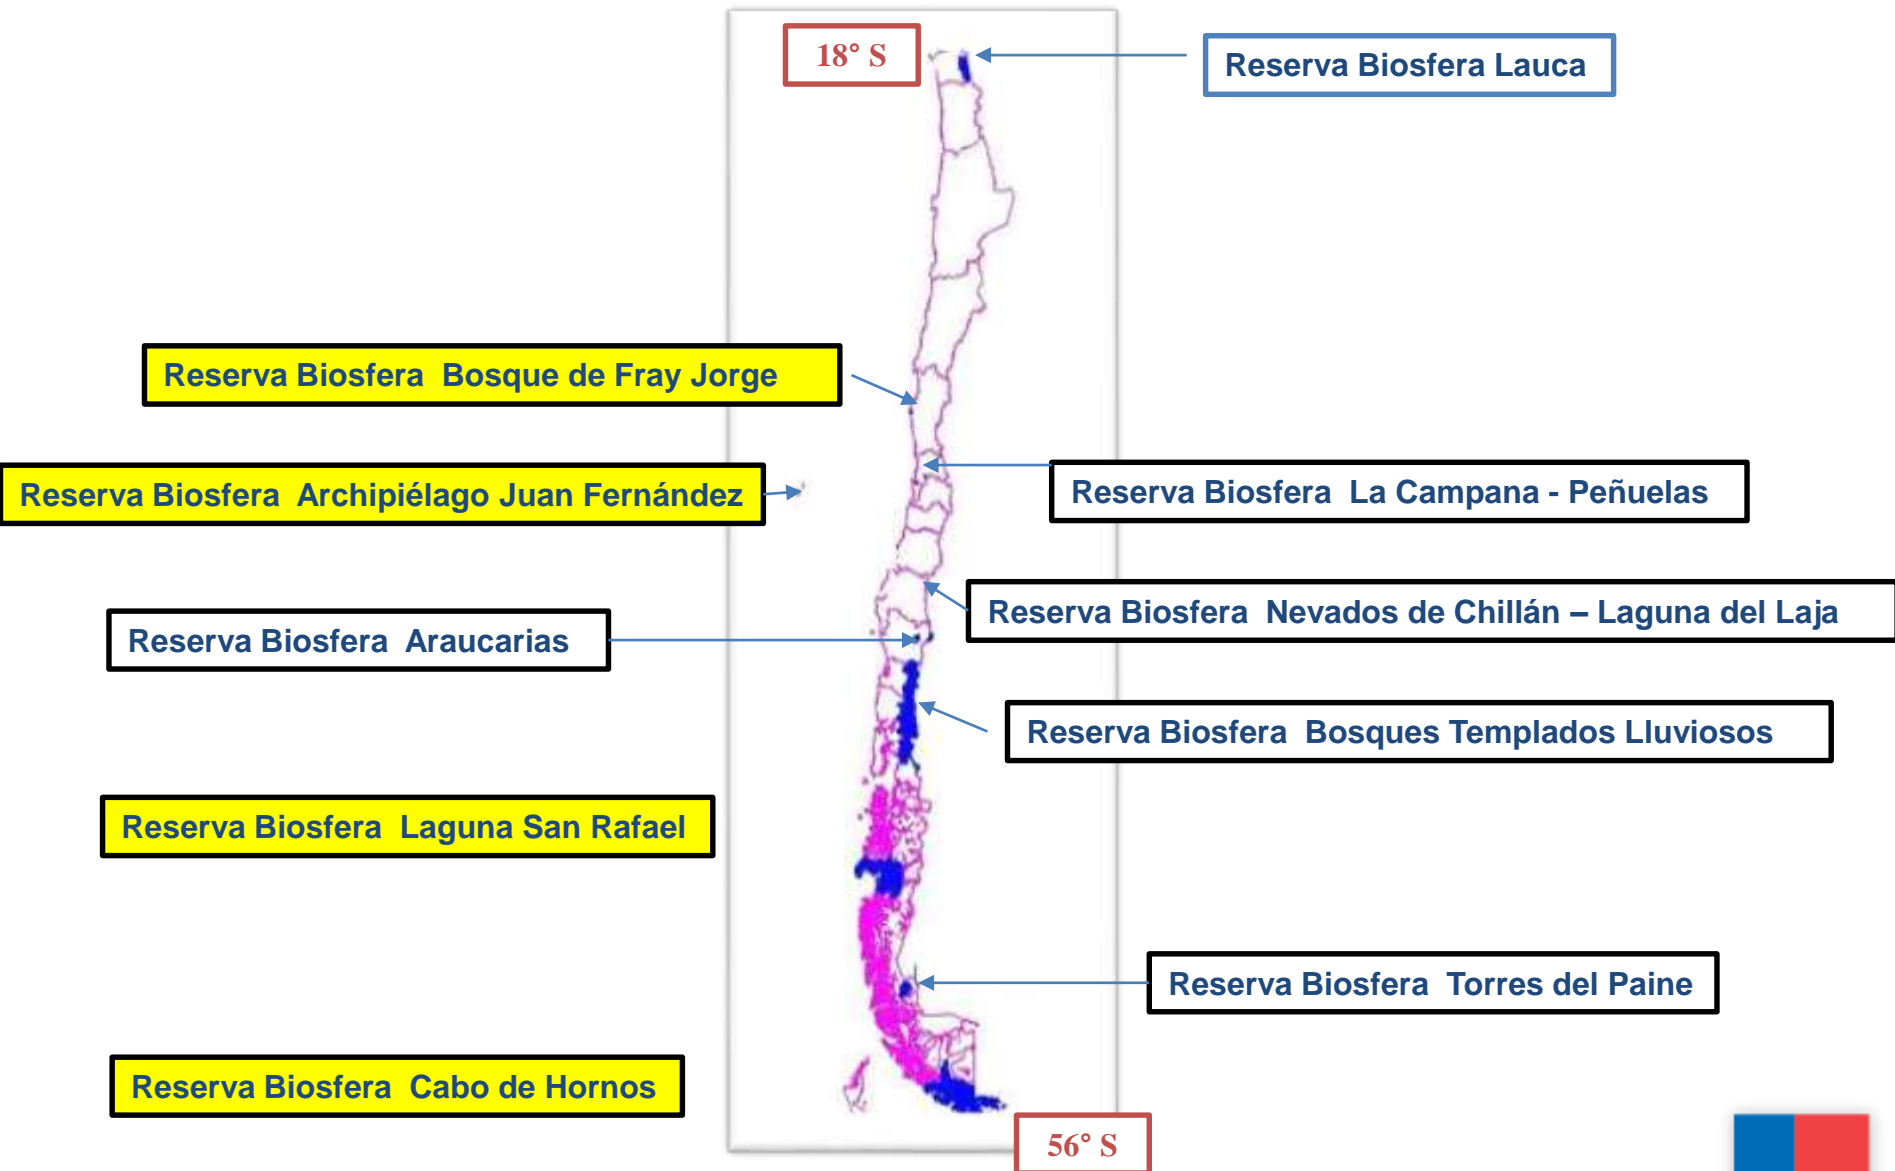 18° S
Reserva Biosfera Lauca
Reserva Biosfera Bosque de Fray Jorge
Reserva Biosfera La Campana - Peñuelas
Reserva Biosfera Archipiélago Juan Fernández
Reserva Biosfera Nevados de Chillán – Laguna del Laja
Reserva Biosfera Araucarias
Reserva Biosfera Bosques Templados Lluviosos
Reserva Biosfera Laguna San Rafael
Reserva Biosfera Torres del Paine
Reserva Biosfera Cabo de Hornos
56° S